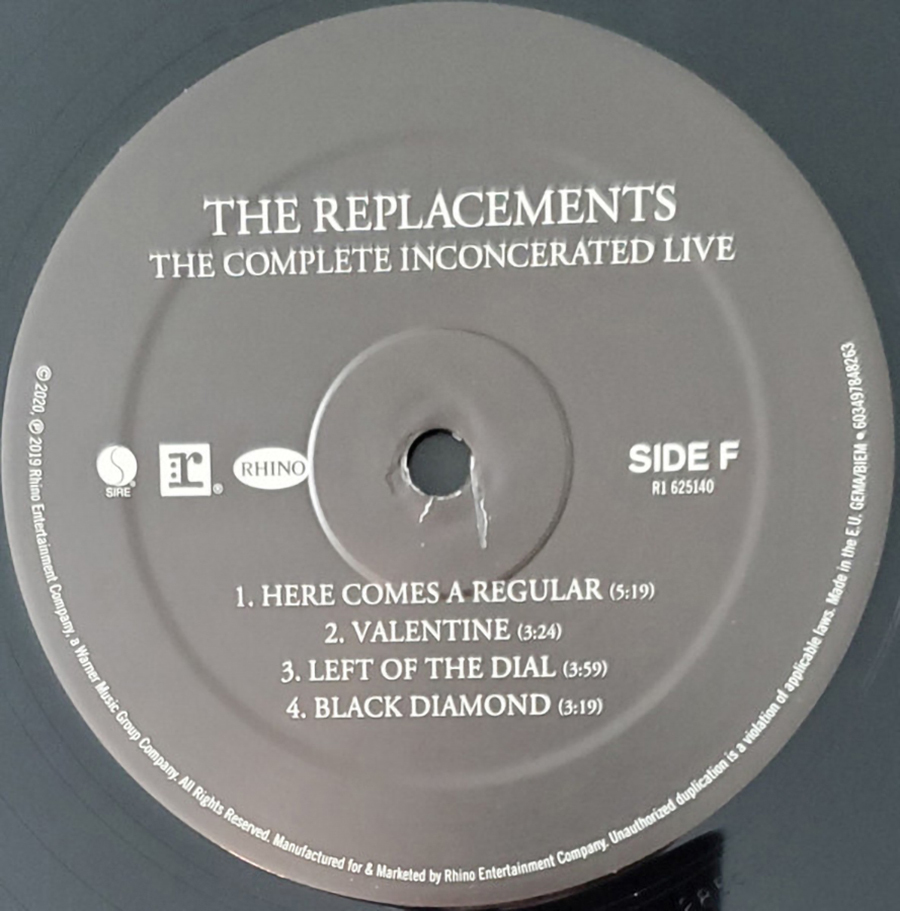 THE REPLACEMENTS
THE COMPLETE INCONCERATED LIVE
SIRE®
r®
RHINO
SIDE F
R1 625140
1. HERE COMES A REGULAR (5:19)
2. VALENTINE (3:24)
3. LEFT OF THE DIAL (3:59)
4. BLACK DIAMOND (3:19)
© 2020, ℗ 2019 Rhino Entertainment Company, a Warner Music Group Company. All Rights Reserved. Manufactured for & Marketed by Rhino Entertainment Company. Unauthorized duplication is a violation of applicable laws. Made in the E.U. GEMA/BIEM • 603497848263